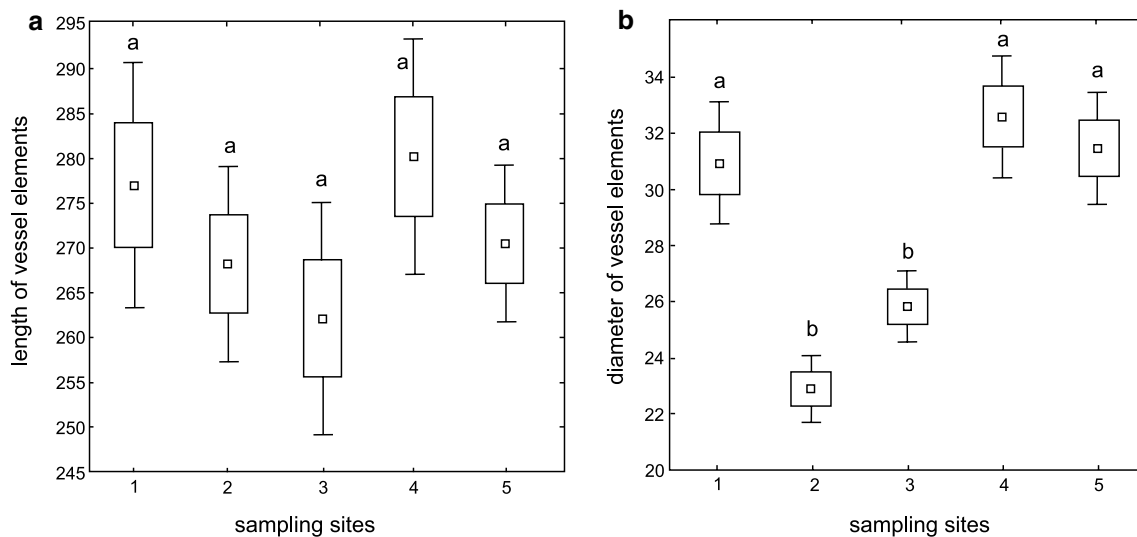 a
length of vessel elements
295
290
285
280
275
270
265
260
255
250
245
a
a
a
a
a
1 2 3 4 5
sampling sites
b
diameter of vessel elements
34
32
30
28
26
24
22
20
a
b
b
a
a
1 2 3 4 5
sampling sites